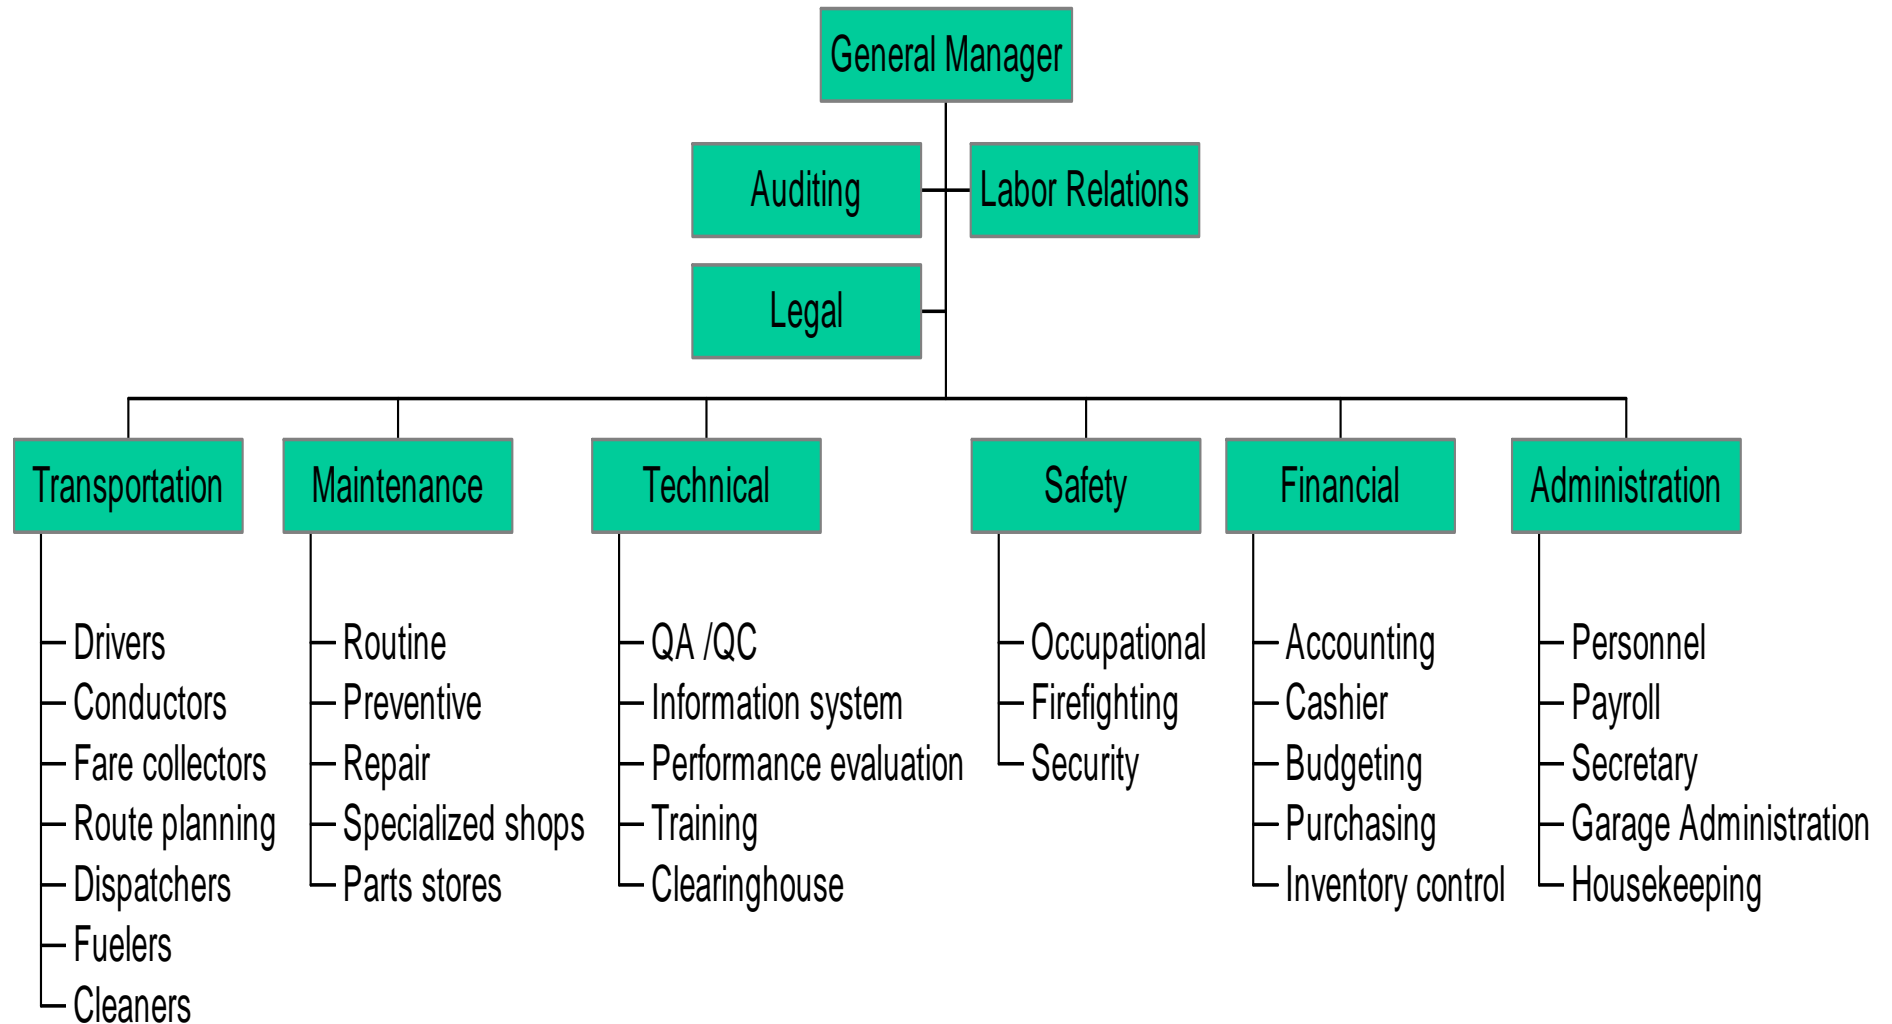 General Manager
Auditing
Labor Relations
Legal
Transportation
Maintenance
Technical
Safety
Financial
Administration
Drivers
Conductors
Fare collectors
Route planning
Dispatchers
Fuelers
Cleaners
Routine
Preventive
Repair
Specialized shops
Parts stores
QA /QC
Information system
Performance evaluation
Training
Clearinghouse
Occupational
Firefighting
Security
Accounting
Cashier
Budgeting
Purchasing
Inventory control
Personnel
Payroll
Secretary
Garage Administration
Housekeeping